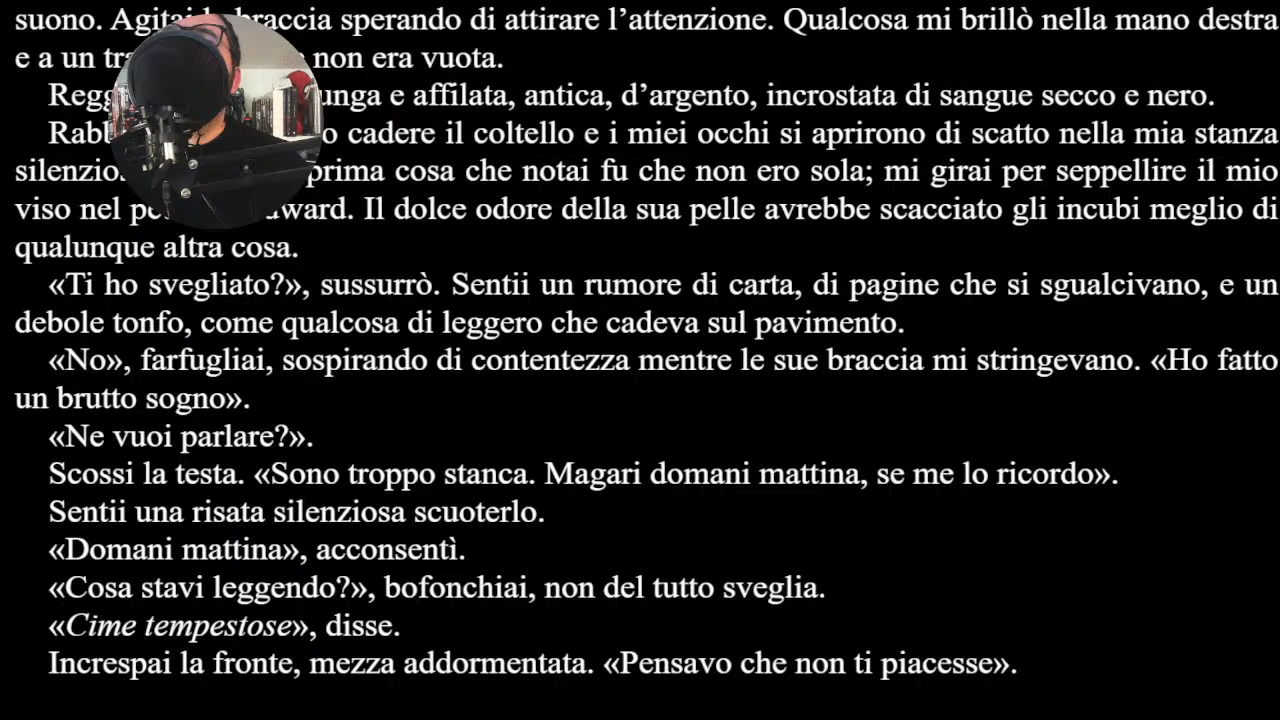 suono. Agitai le braccia sperando di attirare l’attenzione. Qualcosa mi brillò nella mano destra
e a un non era vuota.
e affilata, antica, d’argento, incrostata di sangue secco e nero.
cadere il coltello e i miei occhi si aprirono di scatto nella mia stanza
prima cosa che notai fu che non ero sola; mi girai per seppellire il mio
viso nel Il dolce odore della sua pelle avrebbe scacciato gli incubi meglio di
qualunque altra cosa.
«Ti ho svegliato?», sussurrò. Sentii un rumore di carta, di pagine che si sgualcivano, e un
debole tonfo, come qualcosa di leggero che cadeva sul pavimento.
«No», farfugliai, sospirando di contentezza mentre le sue braccia mi stringevano. «Ho fatto
un brutto sogno».
«Ne vuoi parlare?».
Scossi la testa. «Sono troppo stanca. Magari domani mattina, se me lo ricordo».
Sentii una risata silenziosa scuoterlo.
«Domani mattina», acconsentì.
«Cosa stavi leggendo?», bofonchiai, non del tutto sveglia.
«Cime tempestose», disse.
Increspai la fronte, mezza addormentata. «Pensavo che non ti piacesse».